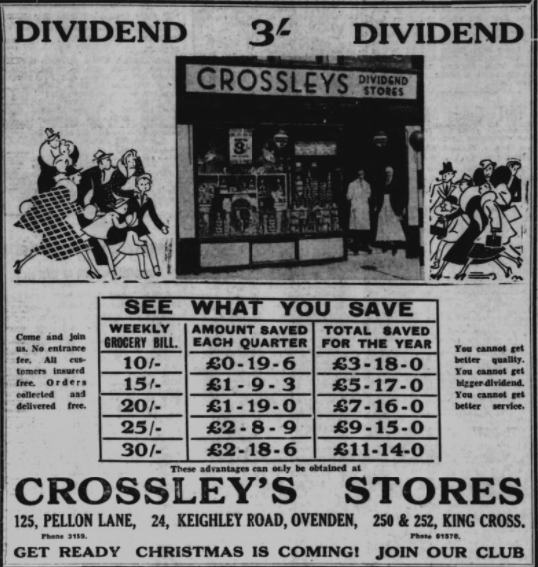 DIVIDEND 3/- DIVIDEND
CROSSLEYS DIVIDEND
STORES
3/-
SEE WHAT YOU SAVE
WEEKLY
GROCERY BILL.
AMOUNT SAVED
EACH QUARTER
TOTAL SAVED
FOR THE YEAR
10/- £0-19-6 £3-18-0
15/- £1-9-3 £5-17-0
20/- £1-19-0 £7-16-0
25/- £2-8-9 £9-15-0
30/- £2-18-6 £11-14-0
Come and join
us. No entrance
fee. All cus-
tomers insured
free. Orders
collected and
delivered free.
You cannot get
better quality.
You cannot get
bigger dividend.
You cannot get
better service.
These advantages can only be obtained at
CROSSLEY'S STORES
125, PELLON LANE, 24, KEIGHLEY ROAD, OVENDEN, 250 & 252, KING CROSS.
Phone 3159. Phone 61576.
GET READY CHRISTMAS IS COMING! JOIN OUR CLUB